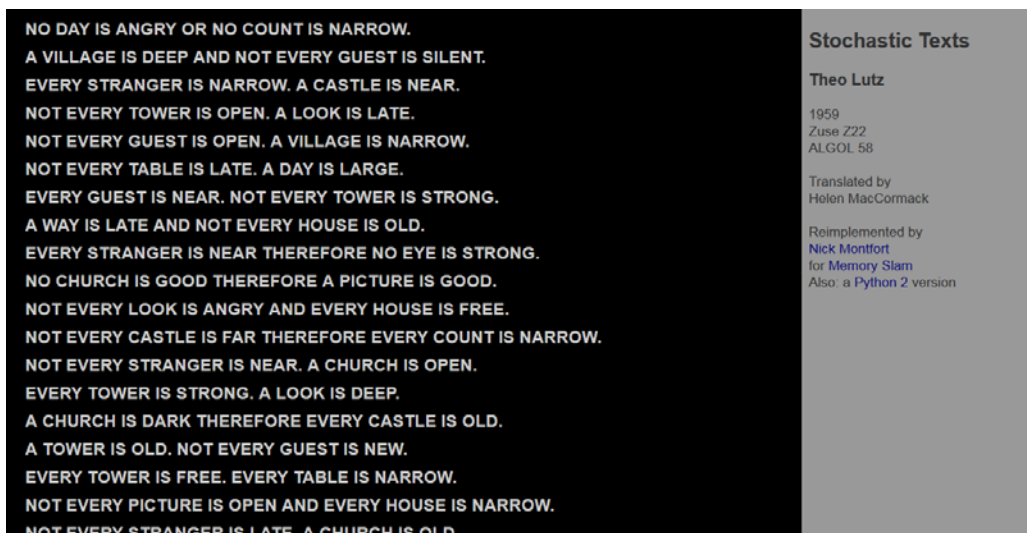 NO DAY IS ANGRY OR NO COUNT IS NARROW.
A VILLAGE IS DEEP AND NOT EVERY GUEST IS SILENT.
EVERY STRANGER IS NARROW. A CASTLE IS NEAR.
NOT EVERY TOWER IS OPEN. A LOOK IS LATE.
NOT EVERY GUEST IS OPEN. A VILLAGE IS NARROW.
NOT EVERY TABLE IS LATE. A DAY IS LARGE.
EVERY GUEST IS NEAR. NOT EVERY TOWER IS STRONG.
A WAY IS LATE AND NOT EVERY HOUSE IS OLD.
EVERY STRANGER IS NEAR THEREFORE NO EYE IS STRONG.
NO CHURCH IS GOOD THEREFORE A PICTURE IS GOOD.
NOT EVERY LOOK IS ANGRY AND EVERY HOUSE IS FREE.
NOT EVERY CASTLE IS FAR THEREFORE EVERY COUNT IS NARROW.
NOT EVERY STRANGER IS NEAR. A CHURCH IS OPEN.
EVERY TOWER IS STRONG. A LOOK IS DEEP.
A CHURCH IS DARK THEREFORE EVERY CASTLE IS OLD.
A TOWER IS OLD. NOT EVERY GUEST IS NEW.
EVERY TOWER IS FREE. EVERY TABLE IS NARROW.
NOT EVERY PICTURE IS OPEN AND EVERY HOUSE IS NARROW.
NOT EVERY STRANGER IS LATE. A CHURCH IS OLD.
Stochastic Texts
Theo Lutz
1959
Zuse Z22
ALGOL 58
Translated by
Helen MacCormack
Reimplemented by
Nick Montfort
for Memory Slam
Also: a Python 2 version